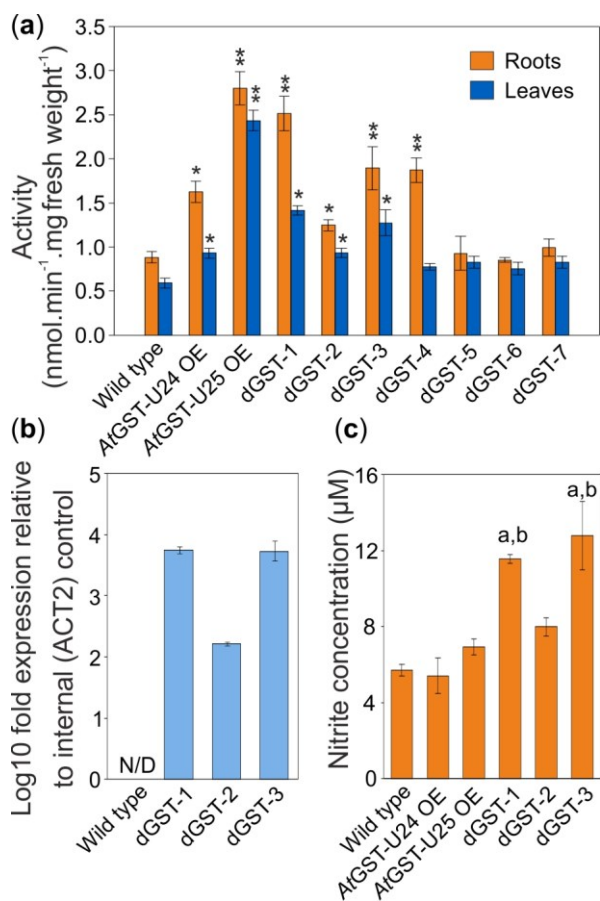 (a)
Activity
(nmol.min⁻¹.mg fresh weight⁻¹)
3.5
3.0
2.5
2.0
1.5
1.0
0.5
0.0
Roots
Leaves
*
*
**
**
**
*
*
*
**
*
**
Wild type
AtGST-U24 OE
AtGST-U25 OE
dGST-1
dGST-2
dGST-3
dGST-4
dGST-5
dGST-6
dGST-7
(b)
Log10 fold expression relative
to internal (ACT2) control
5
4
3
2
1
0
N/D
Wild type
dGST-1
dGST-2
dGST-3
(c)
Nitrite concentration (µM)
16
12
8
4
0
a,b
a,b
Wild type
AtGST-U24 OE
AtGST-U25 OE
dGST-1
dGST-2
dGST-3